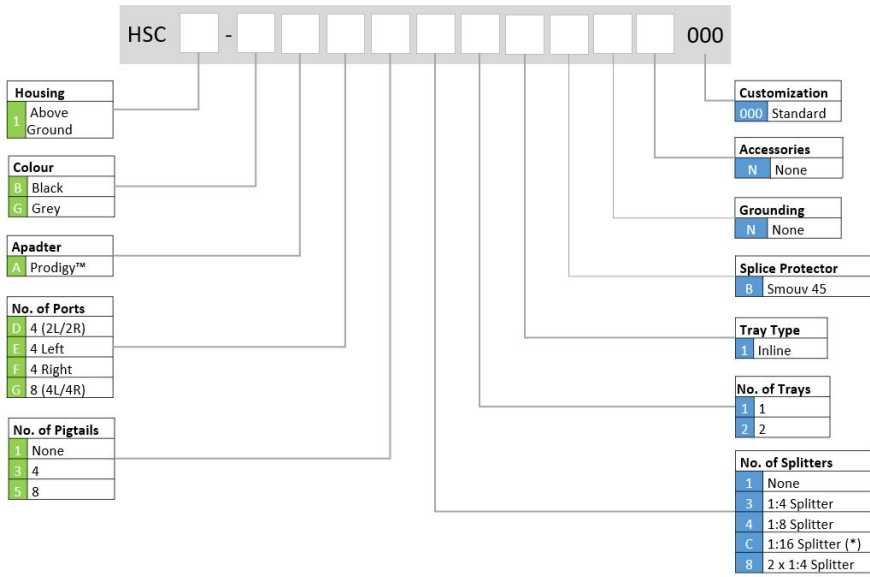 HSC - 000
Housing
1 Above Ground
Colour
B Black
G Grey
Apadter
A Prodigy™
No. of Ports
D 4 (2L/2R)
E 4 Left
F 4 Right
G 8 (4L/4R)
No. of Pigtails
1 None
3 4
5 8
Customization
000 Standard
Accessories
N None
Grounding
N None
Splice Protector
B Smouv 45
Tray Type
1 Inline
No. of Trays
1 1
2 2
No. of Splitters
1 None
3 1:4 Splitter
4 1:8 Splitter
C 1:16 Splitter (*)
8 2 x 1:4 Splitter